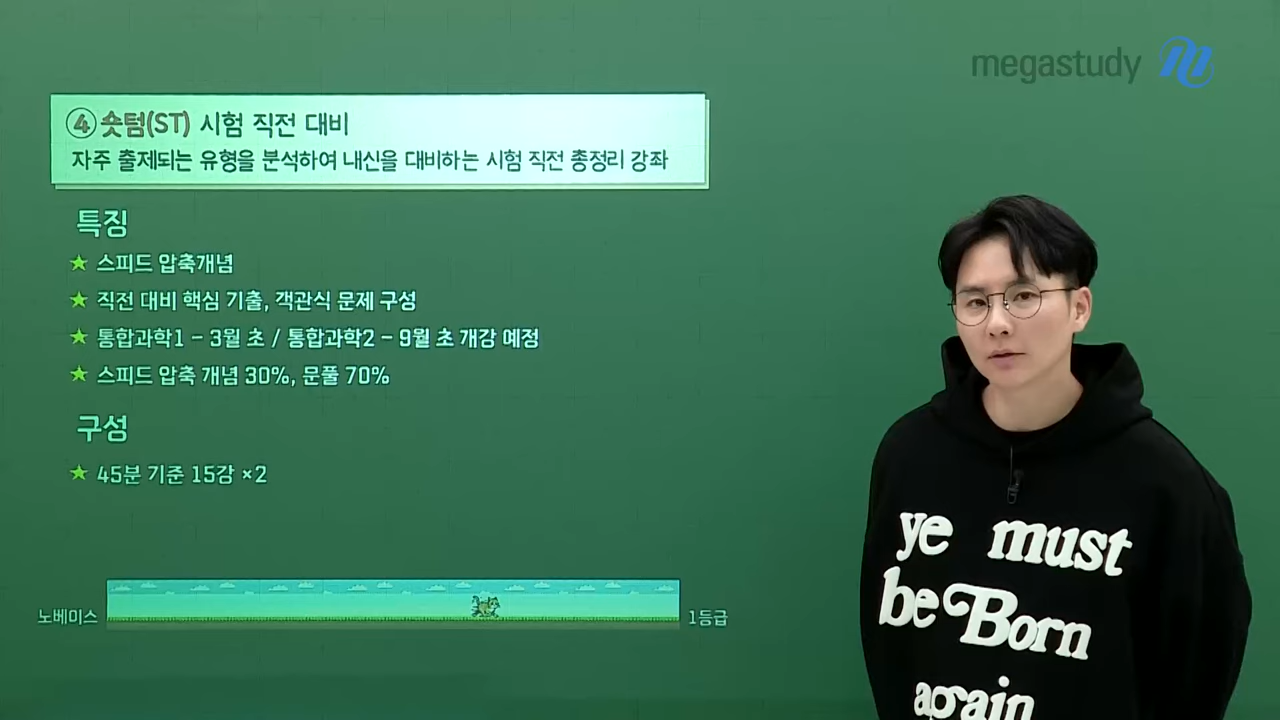 megastudy
④ 숏텀(ST) 시험 직전 대비
자주 출제되는 유형을 분석하여 내신을 대비하는 시험 직전 총정리 강좌
특징
★ 스피드 압축개념
★ 직전 대비 핵심 기출, 객관식 문제 구성
★ 통합과학1 – 3월 초 / 통합과학2 – 9월 초 개강 예정
★ 스피드 압축 개념 30%, 문풀 70%
구성
★ 45분 기준 15강 ×2
노베이스
1등급
ye must
be Born
again